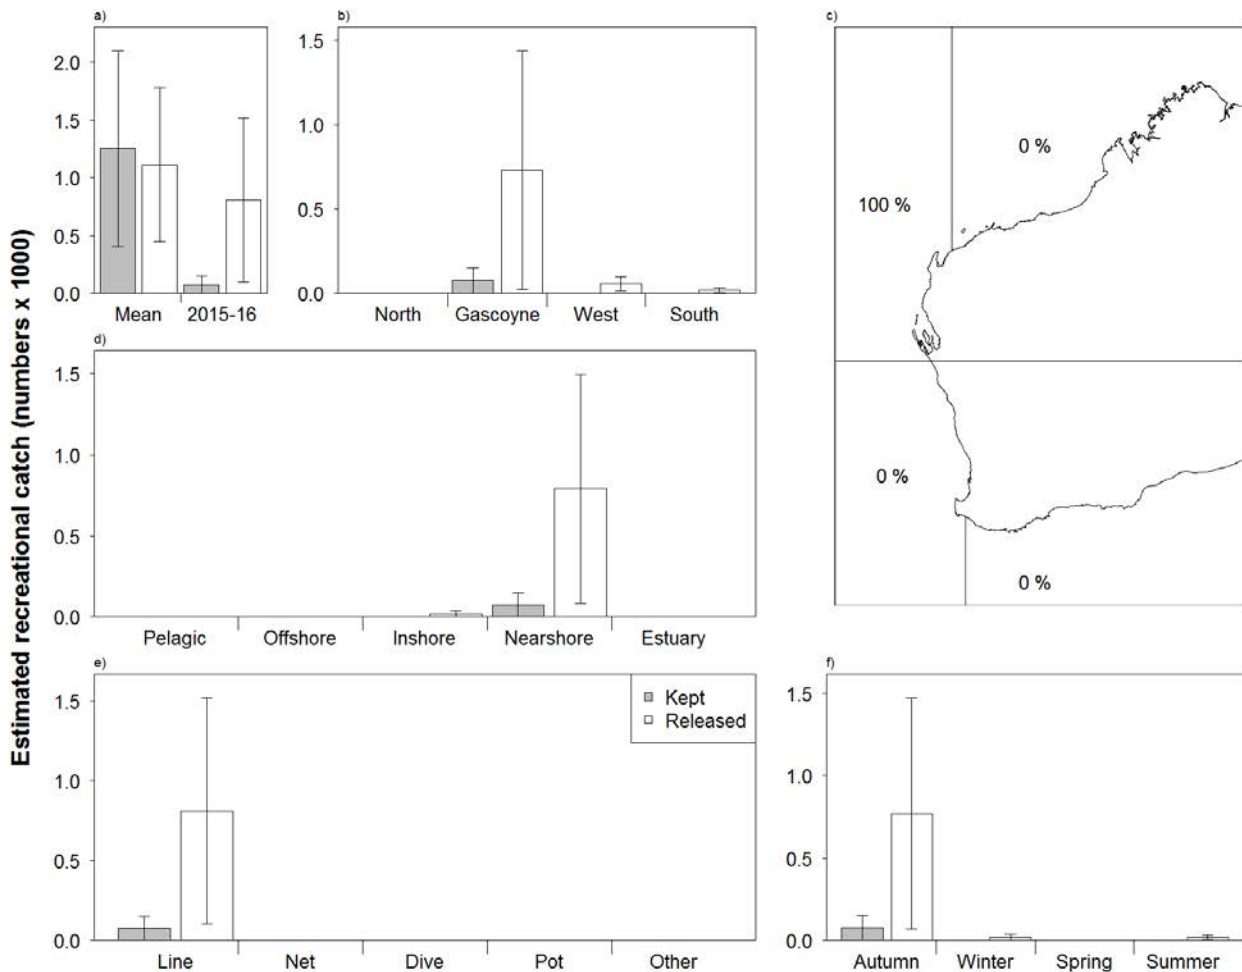 Estimated recreational catch (numbers x 1000)
a)
2.0
1.5
1.0
0.5
0.0
Mean 2015-16
b)
1.5
1.0
0.5
0.0
North Gascoyne West South
c)
0 %
100 %
0 %
0 %
d)
1.5
1.0
0.5
0.0
Pelagic Offshore Inshore Nearshore Estuary
e)
1.5
1.0
0.5
0.0
Kept
Released
Line Net Dive Pot Other
f)
1.5
1.0
0.5
0.0
Autumn Winter Spring Summer